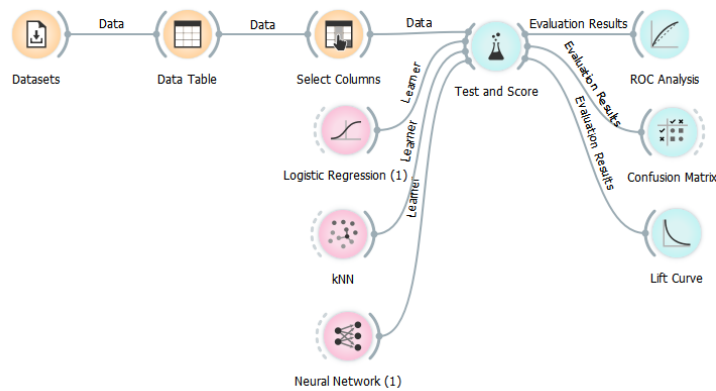 Data
Data
Data
Evaluation Results
Datasets
Data Table
Select Columns
Test and Score
ROC Analysis
Learner
Evaluation Results
Evaluation Results
Learner
Logistic Regression (1)
Confusion Matrix
Learner
kNN
Lift Curve
Neural Network (1)